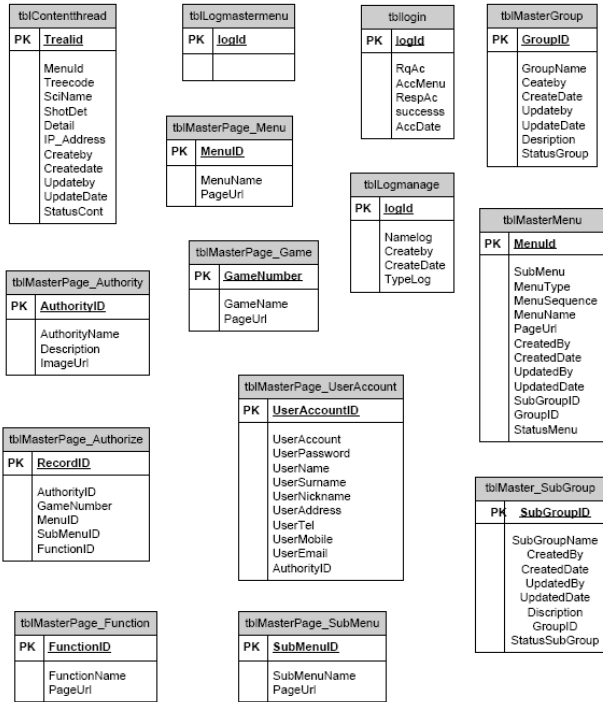 tblContentthread
PK Trealid
MenuId
Treecode
SciName
ShotDet
Detail
IP_Address
Createby
Createdate
Updateby
UpdateDate
StatusCont
tblLogmastermenu
PK logId
tbllogin
PK logId
RqAc
AccMenu
RespAc
successs
AccDate
tblMasterGroup
PK GroupID
GroupName
Ceateby
CreateDate
Updateby
UpdateDate
Desription
StatusGroup
tblMasterPage_Menu
PK MenuID
MenuName
PageUrl
tblLogmanage
PK logId
Namelog
Createby
CreateDate
TypeLog
tblMasterMenu
PK MenuId
SubMenu
MenuType
MenuSequence
MenuName
PageUrl
CreatedBy
CreatedDate
UpdatedBy
UpdatedDate
SubGroupID
GroupID
StatusMenu
tblMasterPage_Game
PK GameNumber
GameName
PageUrl
tblMasterPage_Authority
PK AuthorityID
AuthorityName
Description
ImageUrl
tblMasterPage_UserAccount
PK UserAccountID
UserAccount
UserPassword
UserName
UserSurname
UserNickname
UserAddress
UserTel
UserMobile
UserEmail
AuthorityID
tblMasterPage_Authorize
PK RecordID
AuthorityID
GameNumber
MenuID
SubMenuID
FunctionID
tblMaster_SubGroup
PK SubGroupID
SubGroupName
CreatedBy
CreatedDate
UpdatedBy
UpdatedDate
Discription
GroupID
StatusSubGroup
tblMasterPage_Function
PK FunctionID
FunctionName
PageUrl
tblMasterPage_SubMenu
PK SubMenuID
SubMenuName
PageUrl